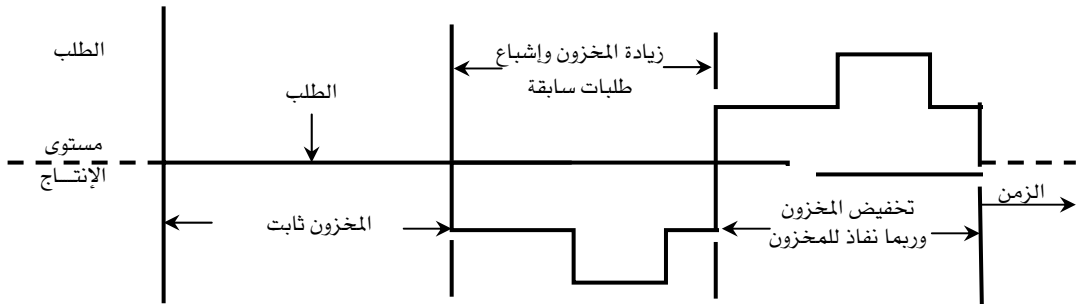 الطلب
زيادة المخزون وإشباع
طلبات سابقة
الطلب
مستوى
الإنتـــاج
المخزون ثابت
تخفيض المخزون
وربما نفاذ للمخزون
الزمن